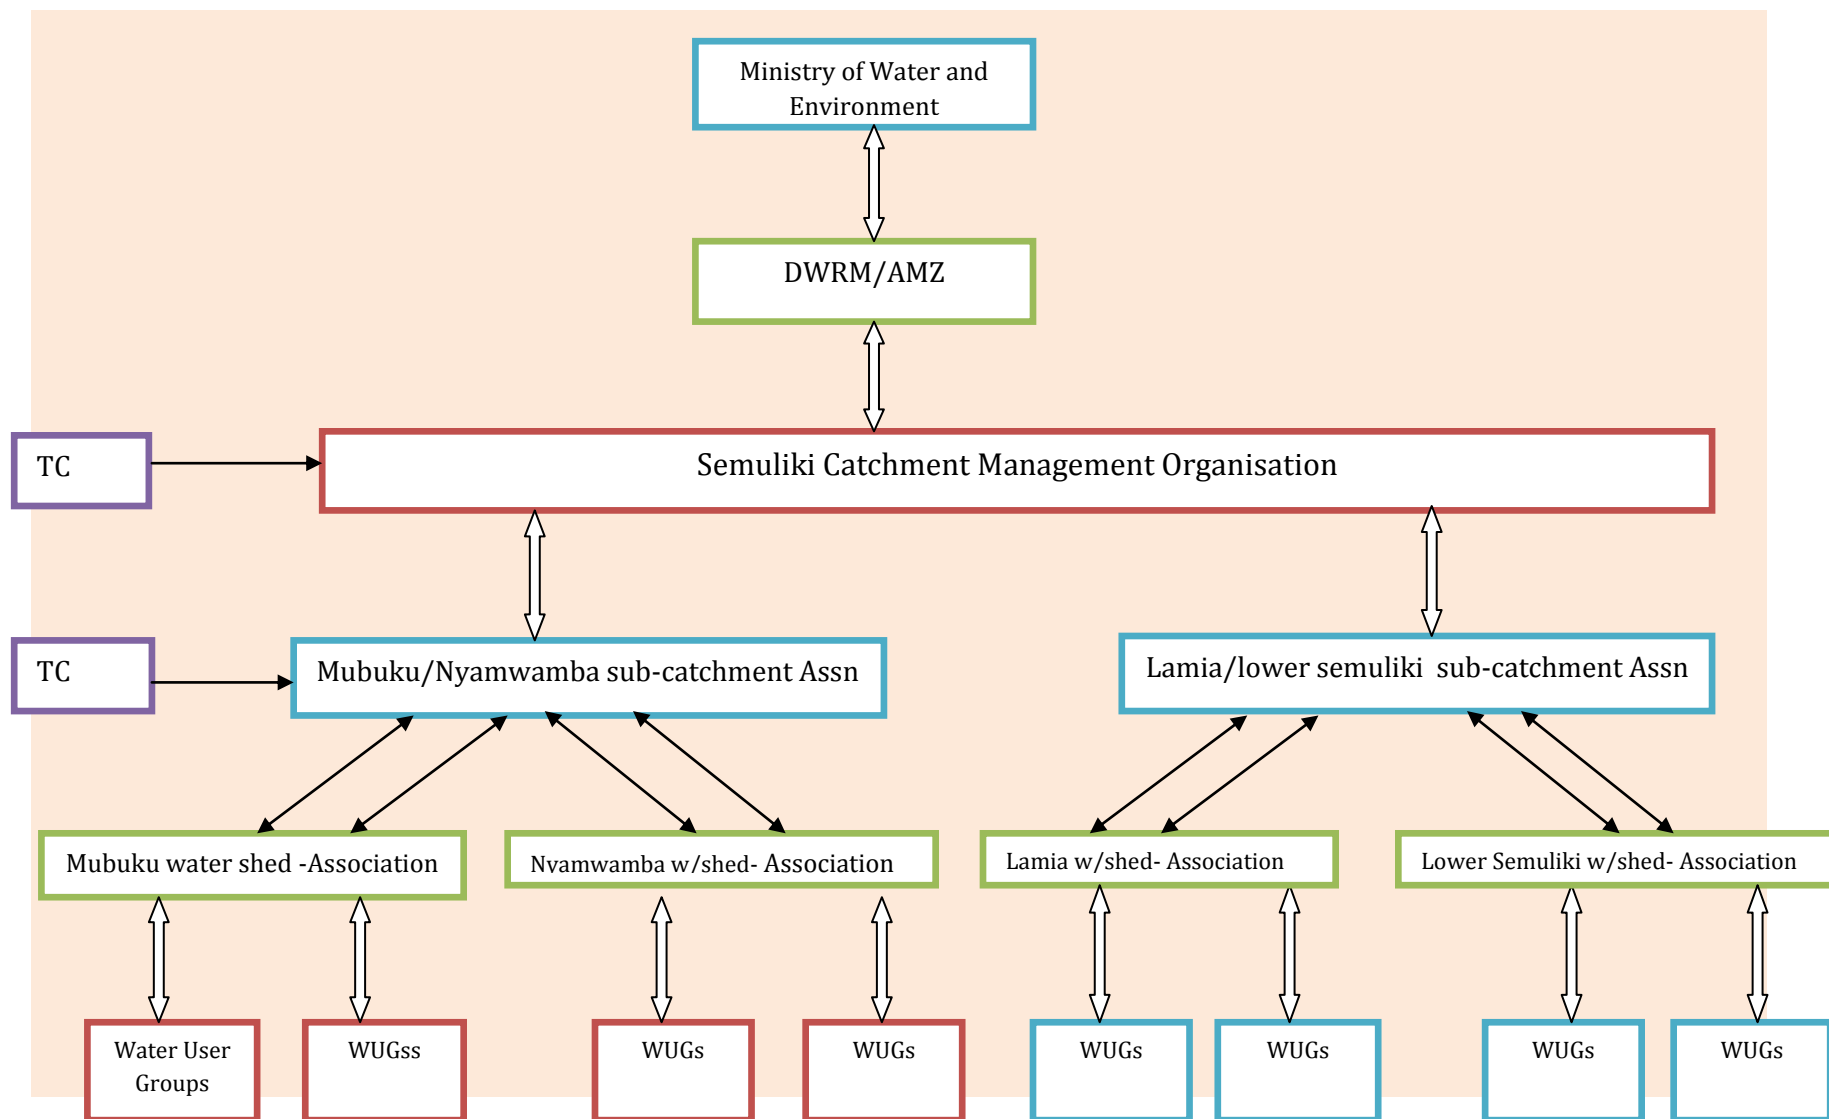 Ministry of Water and
Environment
DWRM/AMZ
TC
Semuliki Catchment Management Organisation
TC
Mubuku/Nyamwamba sub-catchment Assn
Lamia/lower semuliki sub-catchment Assn
Mubuku water shed -Association
Nvamwamba w/shed- Association
Lamia w/shed- Association
Lower Semuliki w/shed- Association
Water User
Groups
WUGss
WUGs
WUGs
WUGs
WUGs
WUGs
WUGs